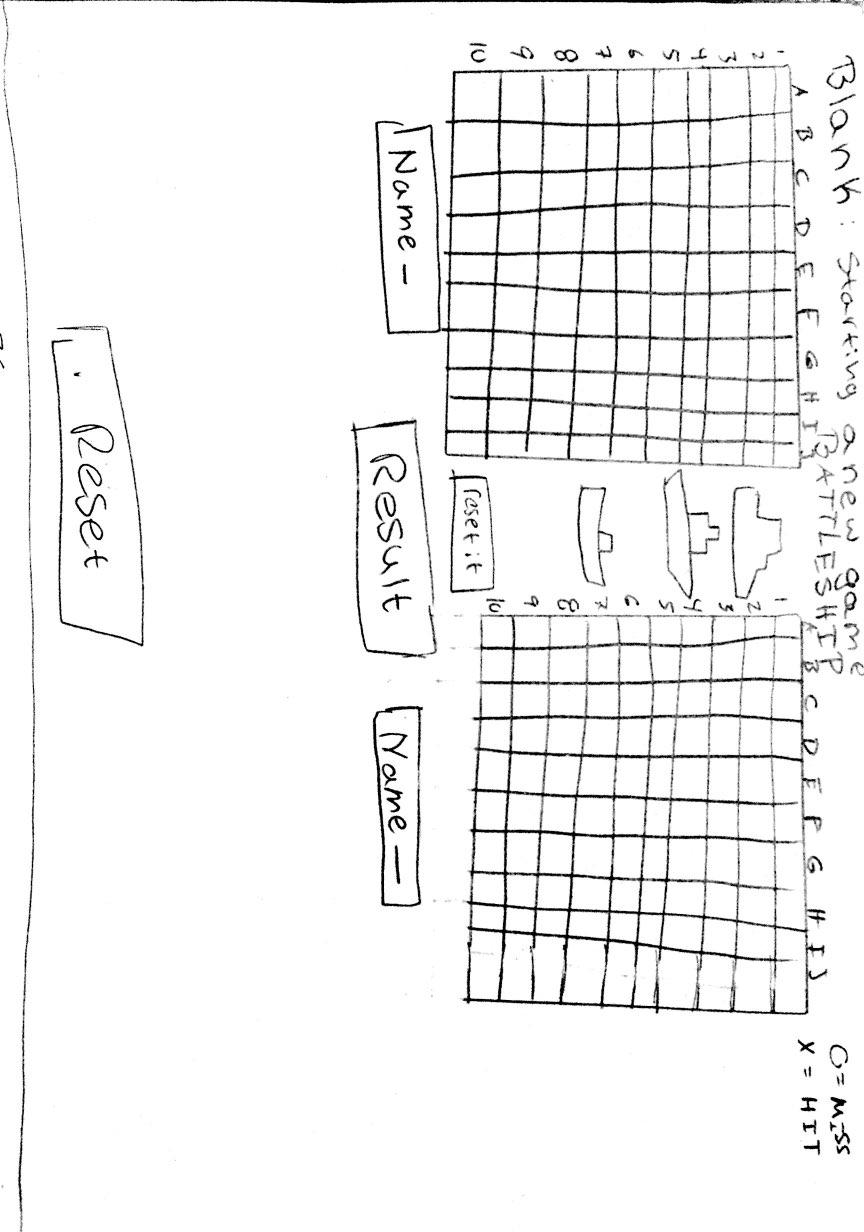 Blank: Starting a new game
BATTLESHIP
O = Miss
X = HIT
A B C D E F G H I J
1
2
3
4
5
6
7
8
9
10
A B C D E F G H I J
1
2
3
4
5
6
7
8
9
10
reset it
Name -
Result
Name -
Reset